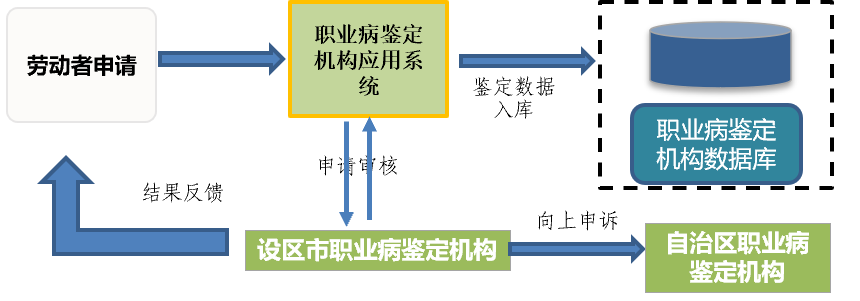 劳动者申请
职业病鉴定
机构应用系
统
鉴定数据
入库
职业病鉴定
机构数据库
申请审核
结果反馈
设区市职业病鉴定机构
向上申诉
自治区职业病
鉴定机构